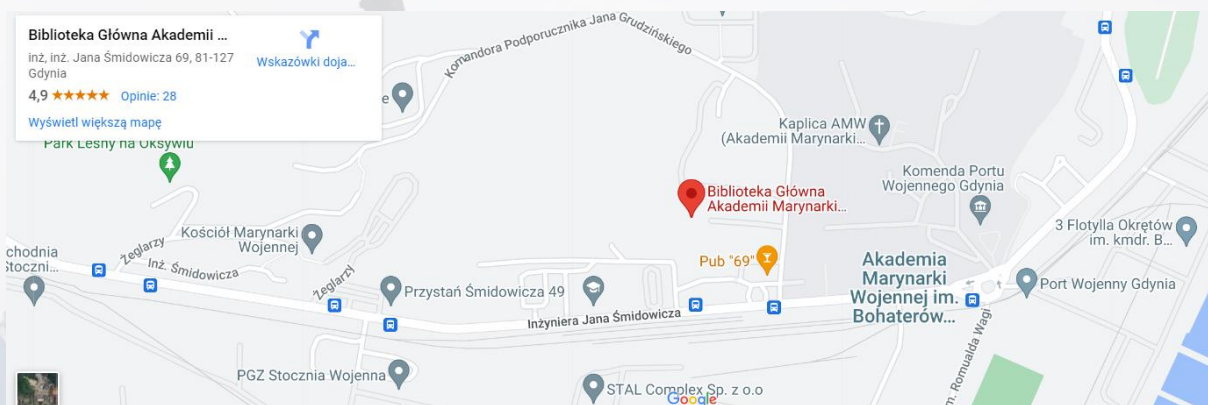 Biblioteka Główna Akademii ...
inż, inż. Jana Śmidowicza 69, 81-127
Gdynia
4,9 ★★★★★ Opinie: 28
Wyświetl większą mapę
Wskazówki doja...
Komandora Podporucznika Jana Grudzińskiego
e
Park Leśny na Oksywiu
Kaplica AMW
(Akademii Marynarki...
Komenda Portu
Wojennego Gdynia
Biblioteka Główna
Akademii Marynarki...
3 Flotylla Okrętów
im. kmdr. B...
Kościół Marynarki
Wojennej
Żeglarzy
chodnia
Stoczni...
Inż. Śmidowicza
Żeglarzy
Przystań Śmidowicza 49
Pub "69"
Akademia
Marynarki
Wojennej im.
Bohaterów...
Port Wojenny Gdynia
Inżyniera Jana Śmidowicza
m. Romualda Wagi
PGZ Stocznia Wojenna
STAL Complex Sp. z o.o
Google